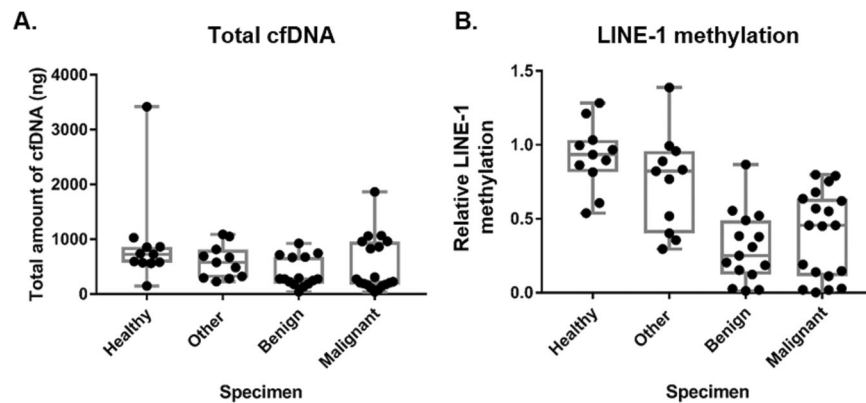 A.
Total cfDNA
Total amount of cfDNA (ng)
4000
3000
2000
1000
0
Healthy
Other
Benign
Malignant
Specimen
B.
LINE-1 methylation
Relative LINE-1
methylation
1.5
1.0
0.5
0.0
Healthy
Other
Benign
Malignant
Specimen